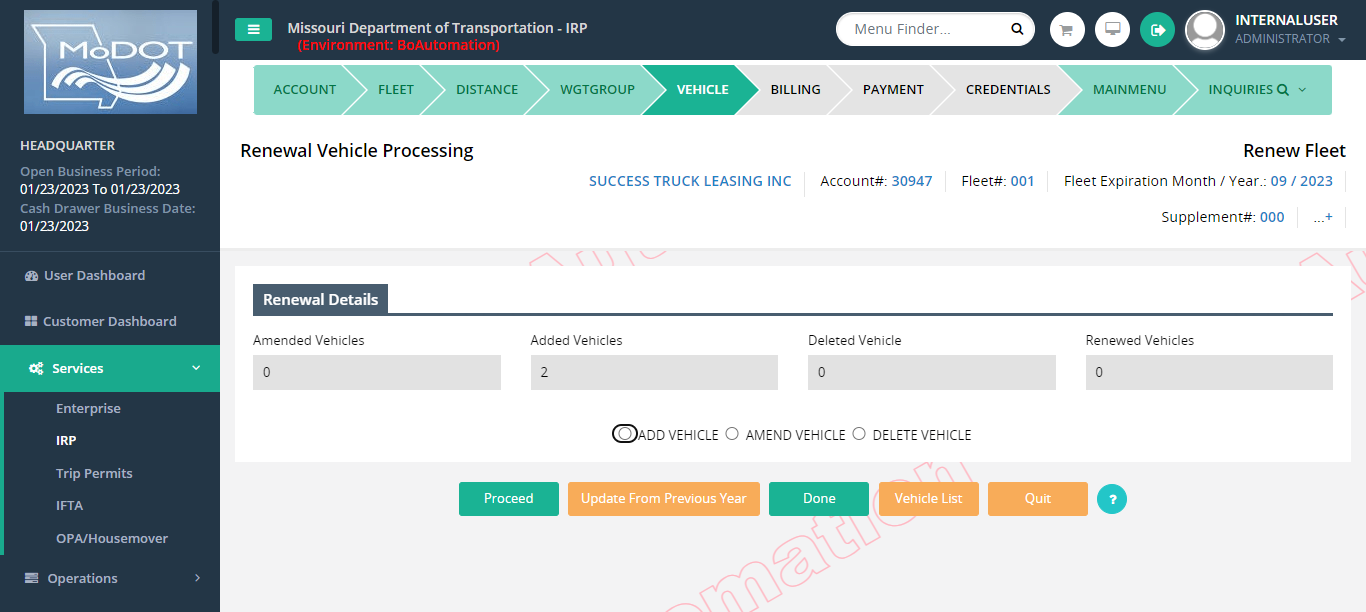 MoDOT
HEADQUARTER
Open Business Period:
01/23/2023 To 01/23/2023
Cash Drawer Business Date:
01/23/2023
User Dashboard
Customer Dashboard
Services
Enterprise
IRP
Trip Permits
IFTA
OPA/Housemover
Operations
Missouri Department of Transportation - IRP
(Environment: BoAutomation)
Menu Finder...
INTERNALUSER
ADMINISTRATOR
ACCOUNT FLEET DISTANCE WGTGROUP VEHICLE BILLING PAYMENT CREDENTIALS MAINMENU INQUIRIES
Renewal Vehicle Processing Renew Fleet
SUCCESS TRUCK LEASING INC Account#: 30947 Fleet#: 001 Fleet Expiration Month / Year.: 09 / 2023
Supplement#: 000 ...+
Renewal Details
Amended Vehicles Added Vehicles Deleted Vehicle Renewed Vehicles
0 2 0 0
ADD VEHICLE AMEND VEHICLE DELETE VEHICLE
Proceed Update From Previous Year Done Vehicle List Quit ?